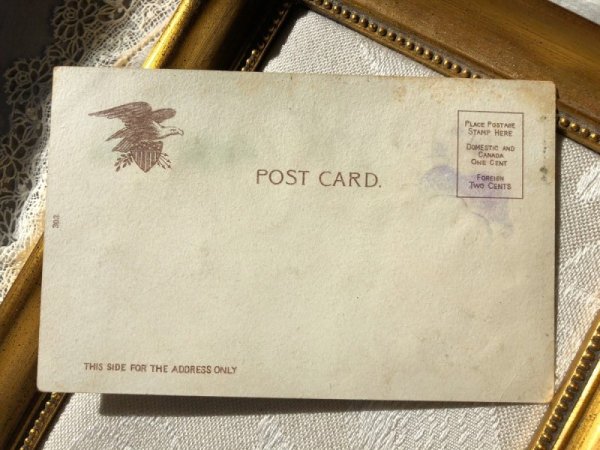 POST CARD.
PLACE POSTAGE
STAMP HERE
DOMESTIC AND
CANADA
ONE CENT
FOREIGN
TWO CENTS
THIS SIDE FOR THE ADDRESS ONLY